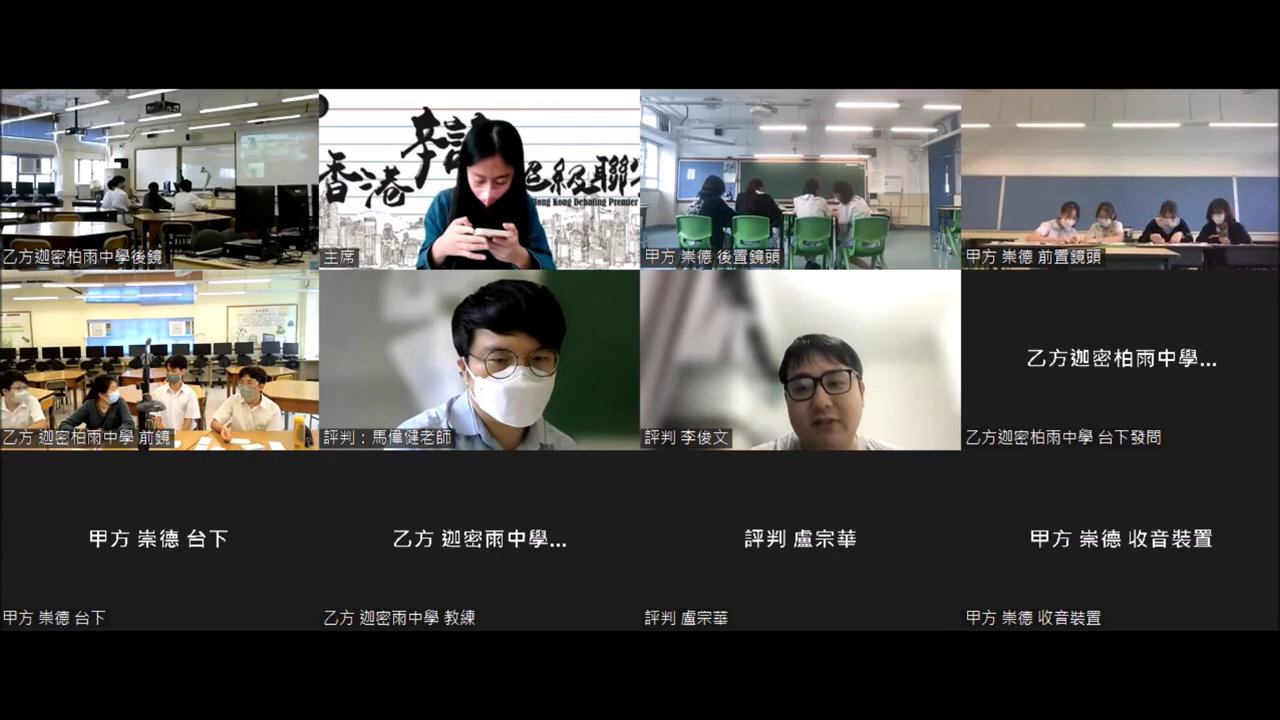 香港辯
超級聯
Hong Kong Debating Premier
乙方迦密柏雨中學後鏡
主席
甲方 崇德 後置鏡頭
甲方 崇德 前置鏡頭
乙方 迦密柏雨中學 前鏡
評判：馬偉健老師
評判 李俊文
乙方迦密柏雨中學...
乙方迦密柏雨中學 台下發問
甲方 崇德 台下
甲方 崇德 台下
乙方 迦密雨中學...
乙方 迦密雨中學 教練
評判 盧宗華
評判 盧宗華
甲方 崇德 收音裝置
甲方 崇德 收音裝置